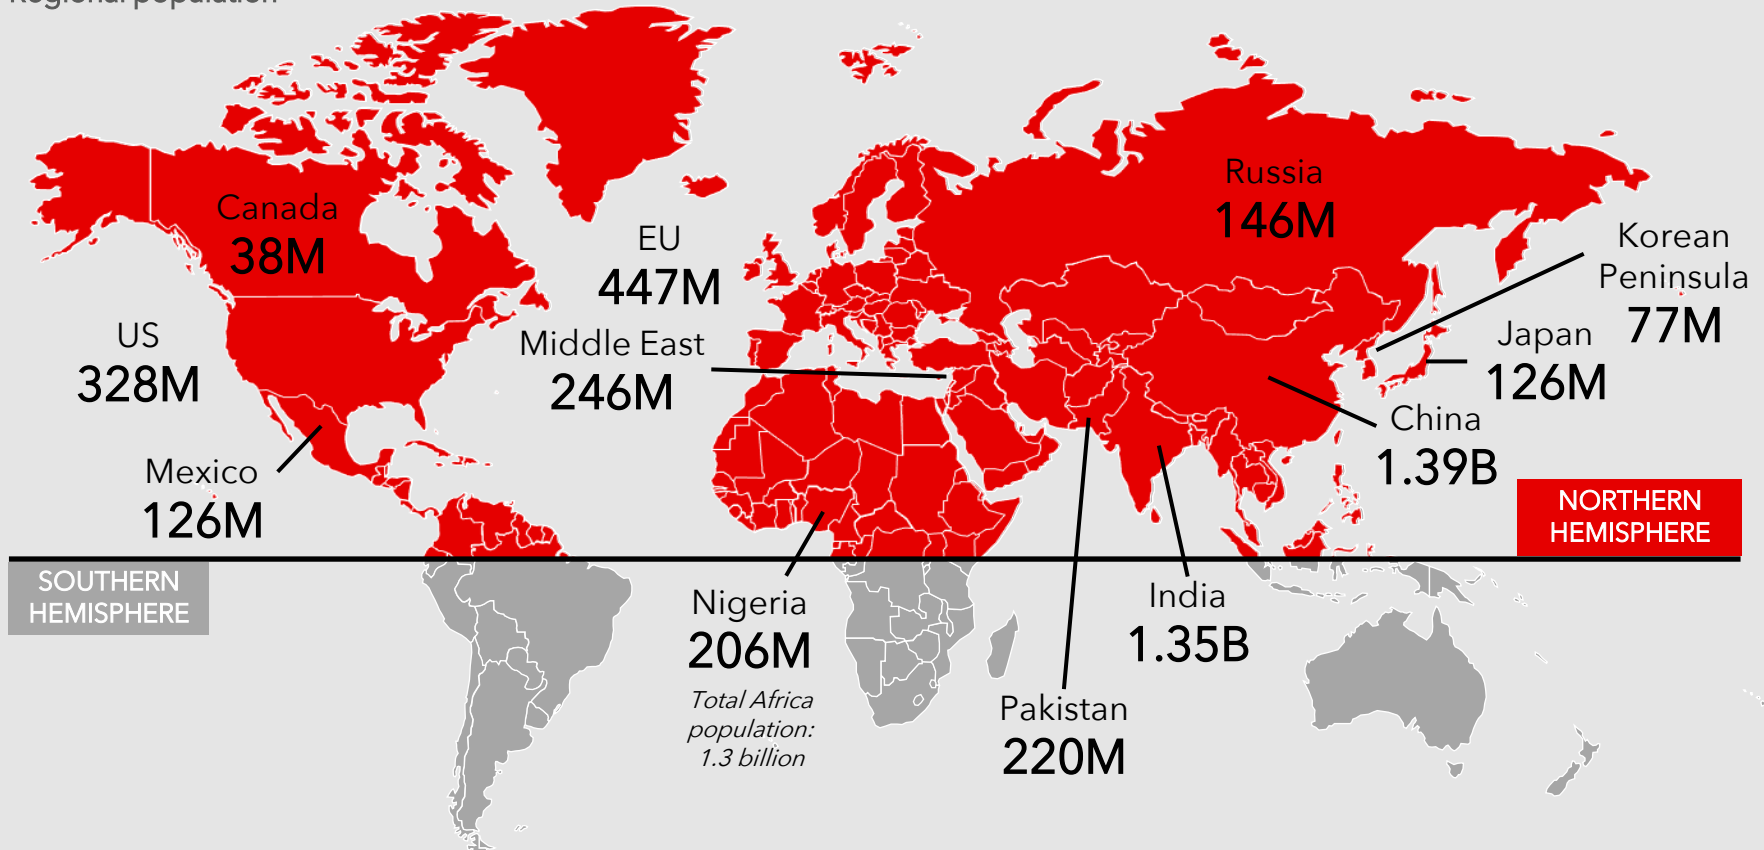 Regional population
Canada
38M
US
328M
Mexico
126M
EU
447M
Middle East
246M
Russia
146M
Korean
Peninsula
77M
Japan
126M
China
1.39B
NORTHERN
HEMISPHERE
SOUTHERN
HEMISPHERE
Nigeria
206M
Total Africa
population:
1.3 billion
India
1.35B
Pakistan
220M